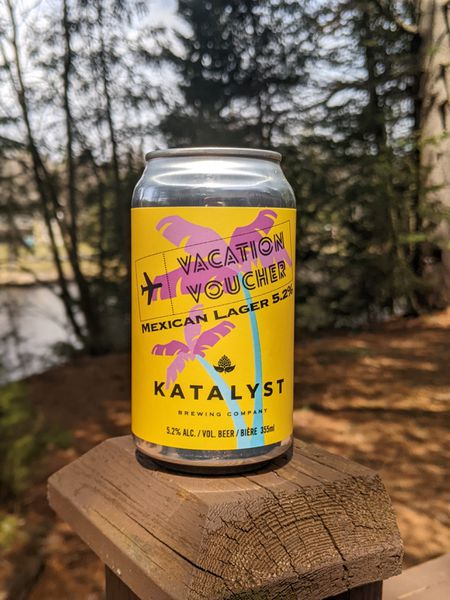 VACATION
VOUCHER
MEXICAN LAGER 5.2%
KATALYST
BREWING COMPANY
5.2% ALC. / VOL. BEER / BIÈRE 355ml